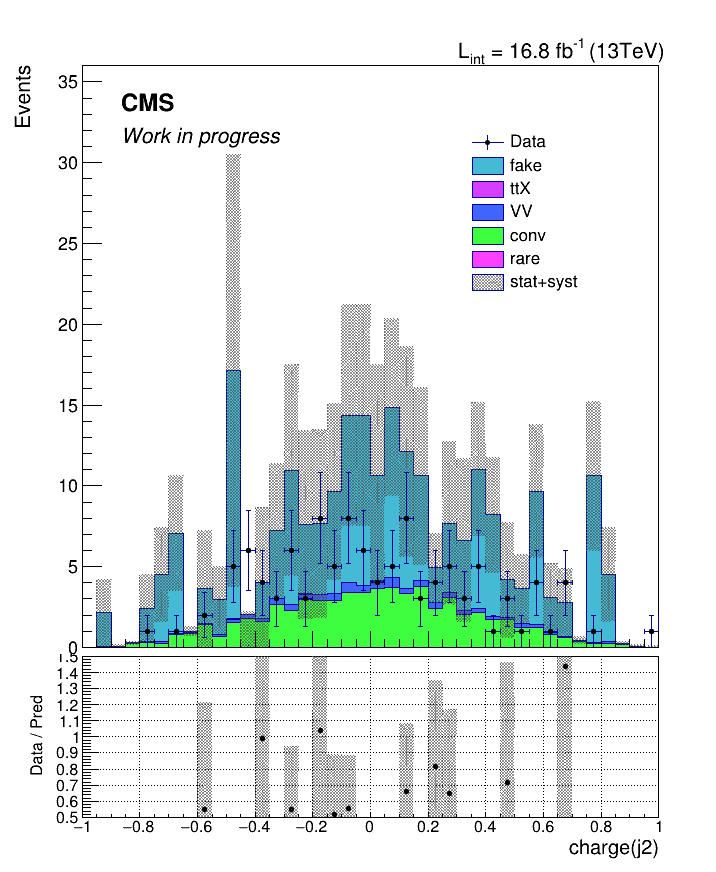 L_int = 16.8 fb^-1 (13TeV)
Events
CMS
Work in progress
Data
fake
ttX
VV
conv
rare
stat+syst
35
30
25
20
15
10
5
0
Data / Pred
1.5
1.4
1.3
1.2
1.1
1
0.9
0.8
0.7
0.6
0.5
−1 −0.8 −0.6 −0.4 −0.2 0 0.2 0.4 0.6 0.8 1
charge(j2)